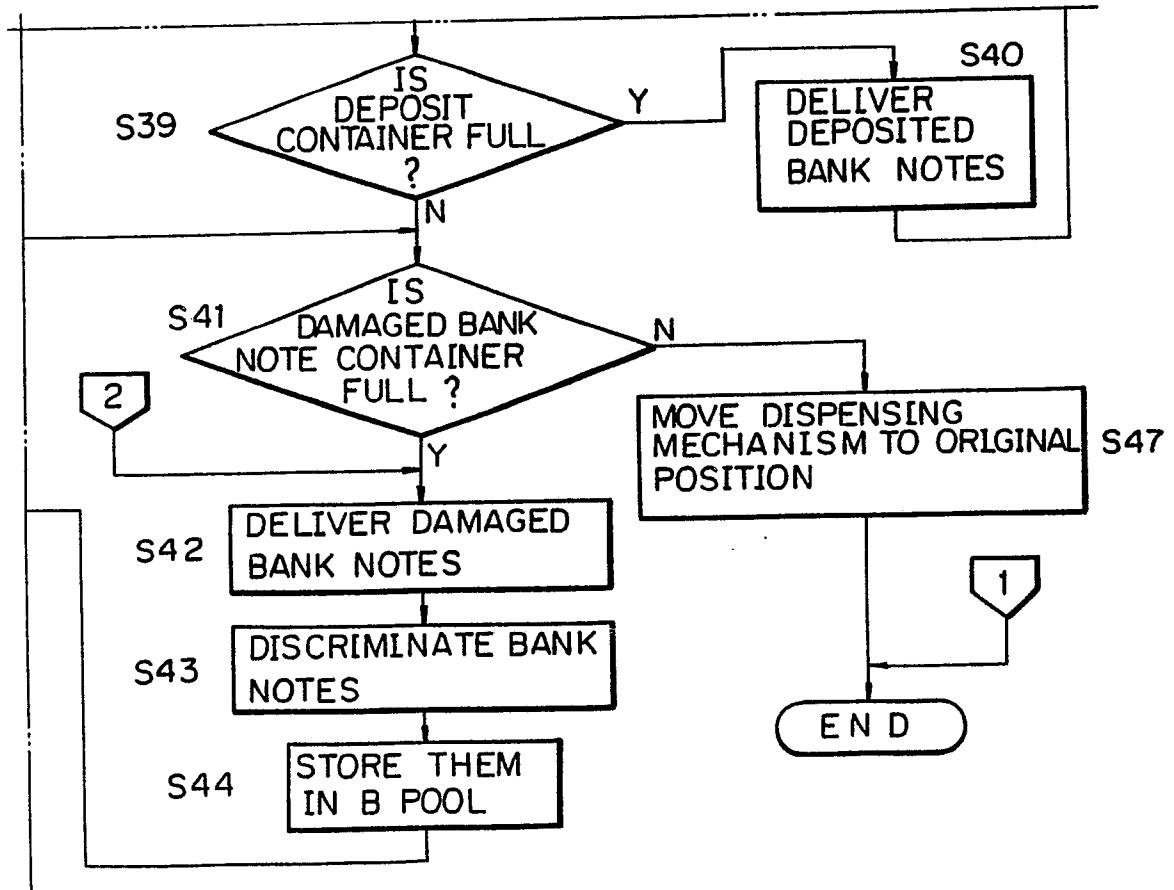 S39
IS
DEPOSIT
CONTAINER FULL
?
Y
N
S40
DELIVER
DEPOSITED
BANK NOTES
S41
IS
DAMAGED BANK
NOTE CONTAINER
FULL ?
N
Y
2
MOVE DISPENSING
MECHANISM TO ORIGINAL
POSITION
S47
S42
DELIVER DAMAGED
BANK NOTES
1
S43
DISCRIMINATE BANK
NOTES
END
S44
STORE THEM
IN B POOL